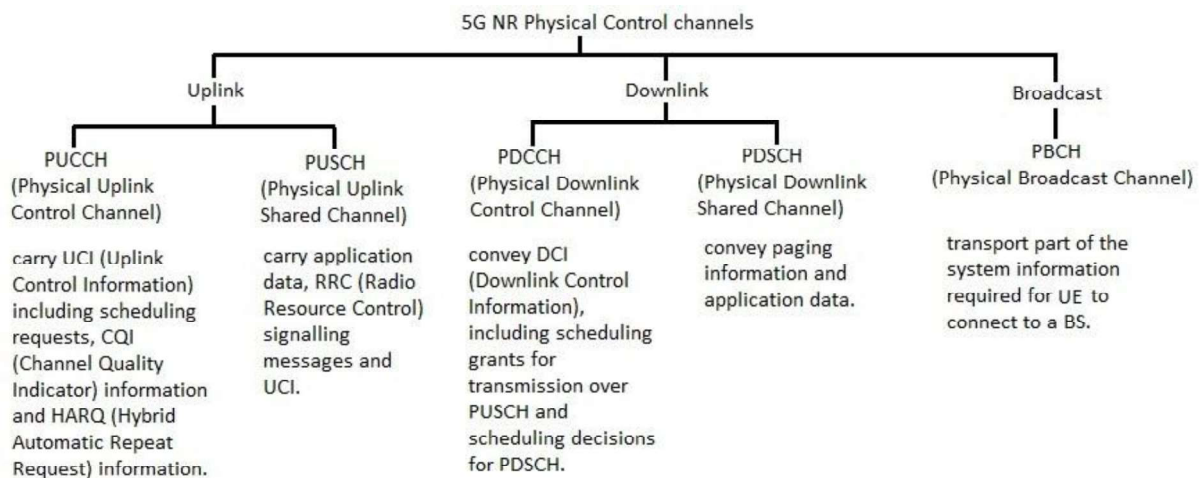 5G NR Physical Control channels
Uplink
Downlink
Broadcast
PUCCH
(Physical Uplink
Control Channel)
carry UCI (Uplink
Control Information)
including scheduling
requests, CQI
(Channel Quality
Indicator) information
and HARQ (Hybrid
Automatic Repeat
Request) information.
PUSCH
(Physical Uplink
Shared Channel)
carry application
data, RRC (Radio
Resource Control)
signalling
messages and
UCI.
PDCCH
(Physical Downlink
Control Channel)
convey DCI
(Downlink Control
Information),
including scheduling
grants for
transmission over
PUSCH and
scheduling decisions
for PDSCH.
PDSCH
(Physical Downlink
Shared Channel)
convey paging
information and
application data.
PBCH
(Physical Broadcast Channel)
transport part of the
system information
required for UE to
connect to a BS.